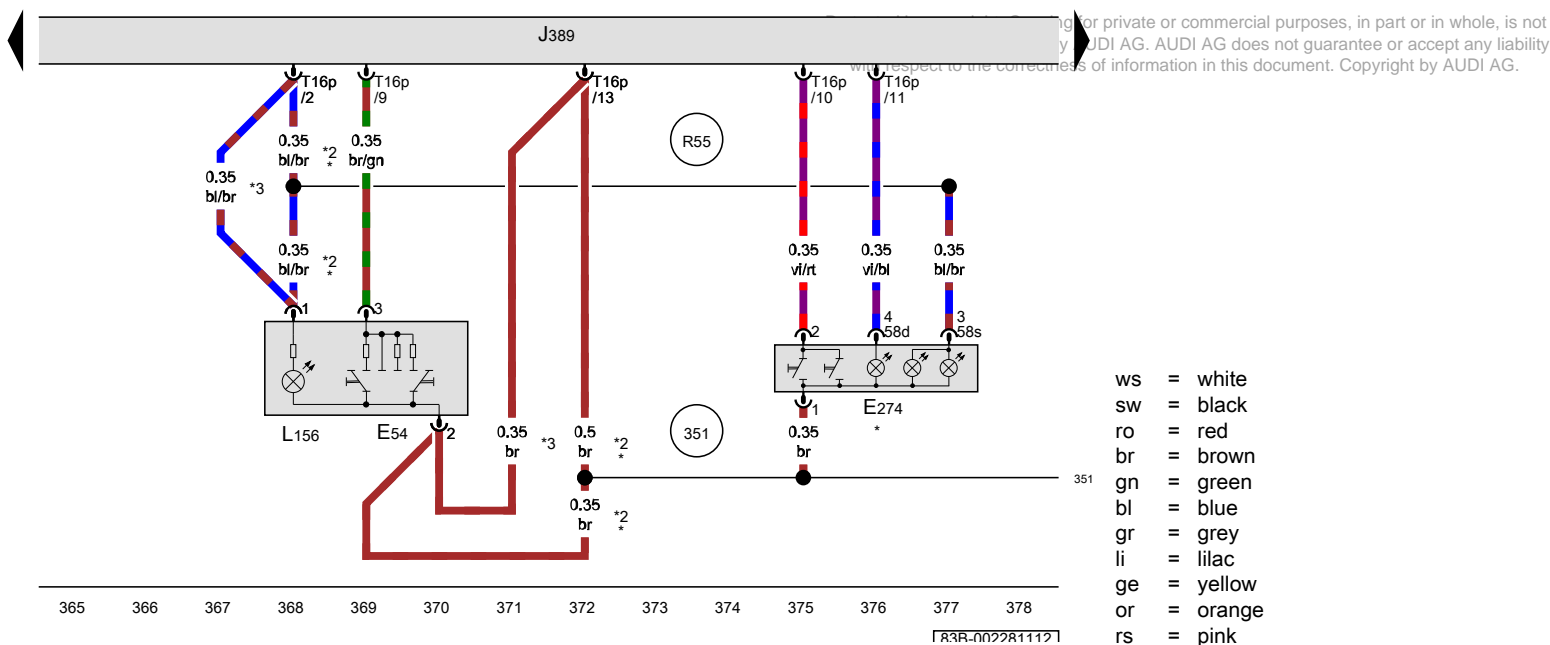 J389
g for private or commercial purposes, in part or in whole, is not
UDI AG. AUDI AG does not guarantee or accept any liability
with respect to the correctness of information in this document. Copyright by AUDI AG.
T16p /2
T16p /9
T16p /13
T16p /10
T16p /11
0.35 bl/br *2 *
0.35 br/gn
R55
0.35 bl/br *3
0.35 bl/br *2 *
0.35 vi/rt
0.35 vi/bl
0.35 bl/br
1
3
2
4 58d
3 58s
L156
E54
2
0.35 br *3
0.5 br *2 *
351
1
E274 *
0.35 br
351
0.35 br *2 *
ws = white
sw = black
ro = red
br = brown
gn = green
bl = blue
gr = grey
li = lilac
ge = yellow
or = orange
rs = pink
365 366 367 368 369 370 371 372 373 374 375 376 377 378
83B-002281112